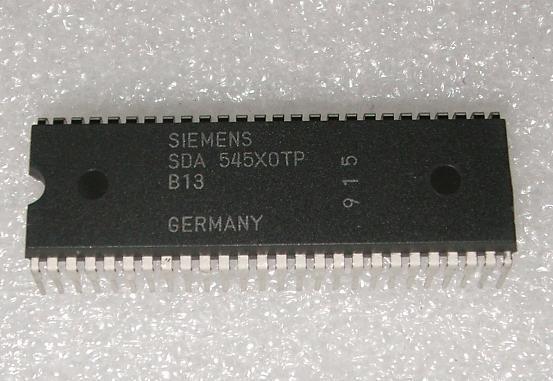 SIEMENS
SDA 545X0TP
B13
GERMANY
915